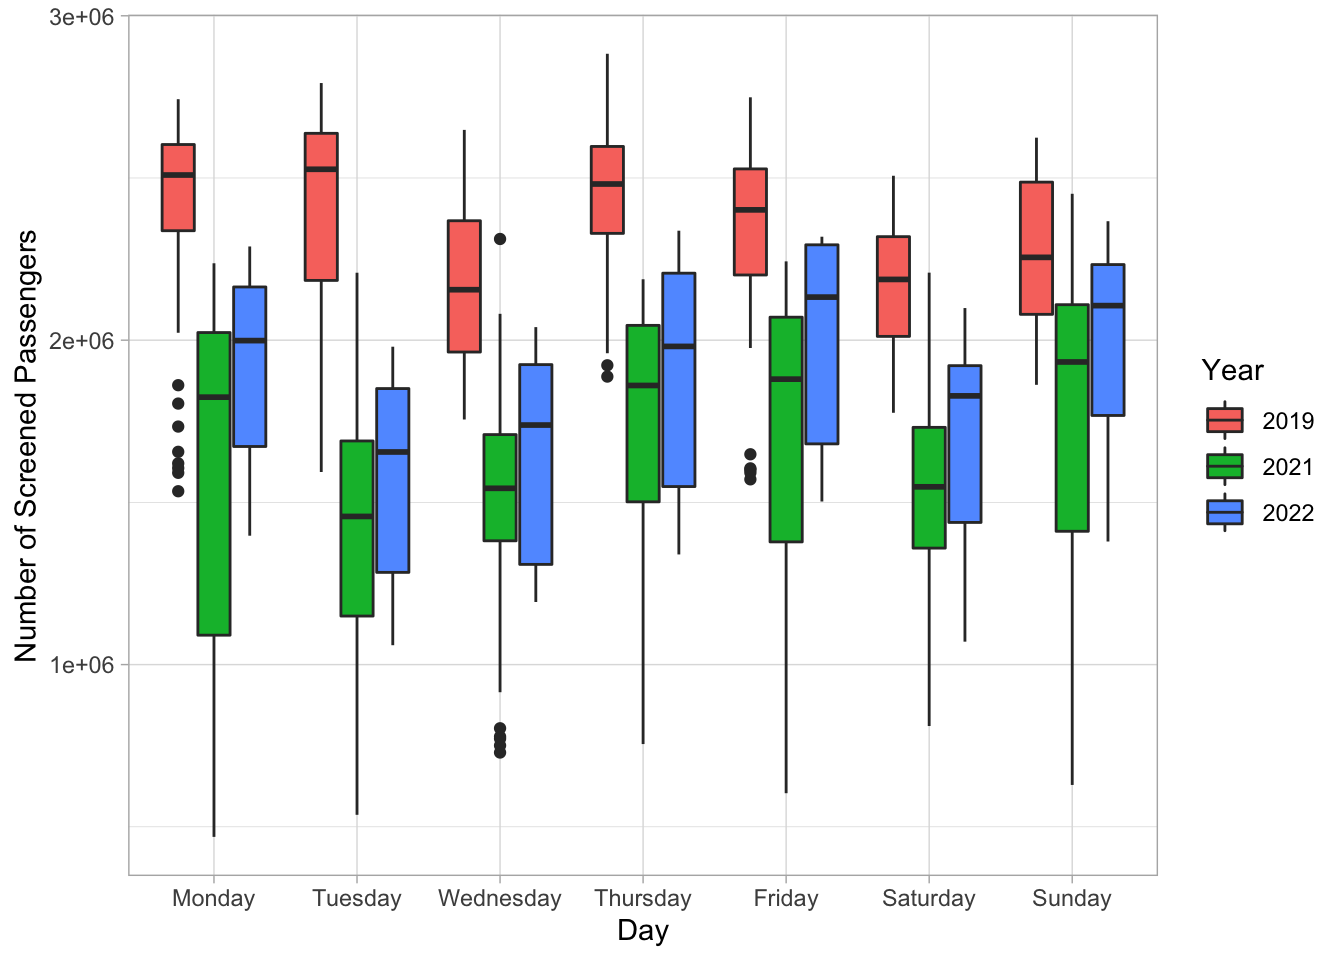 Number of Screened Passengers
3e+06
2e+06
1e+06
Monday Tuesday Wednesday Thursday Friday Saturday Sunday
Day
Year
2019
2021
2022